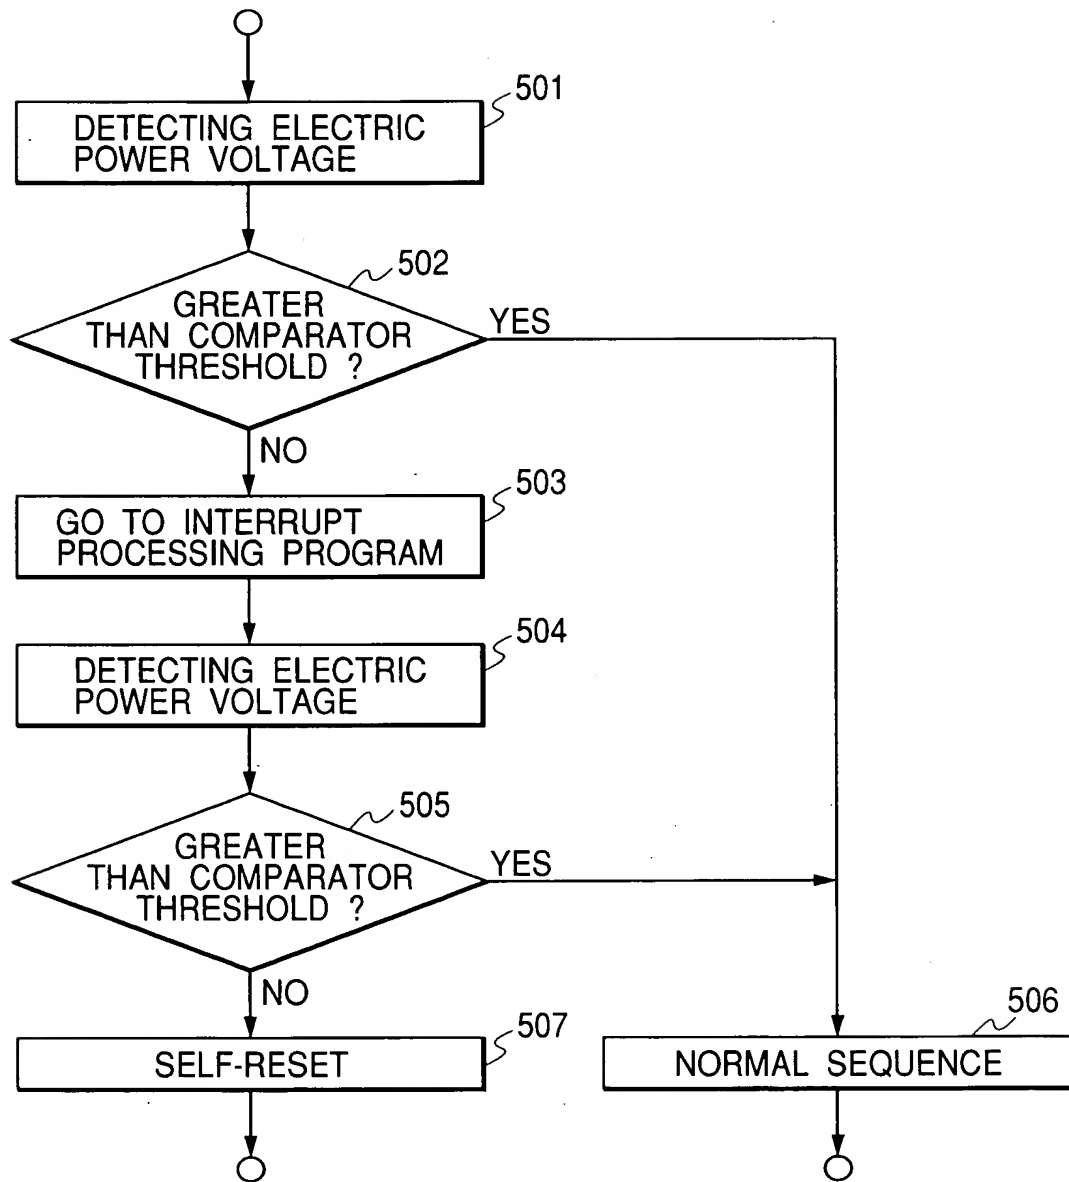 501
DETECTING ELECTRIC
POWER VOLTAGE
502
GREATER
THAN COMPARATOR
THRESHOLD ?
YES
NO
503
GO TO INTERRUPT
PROCESSING PROGRAM
504
DETECTING ELECTRIC
POWER VOLTAGE
505
GREATER
THAN COMPARATOR
THRESHOLD ?
YES
NO
507
SELF-RESET
506
NORMAL SEQUENCE